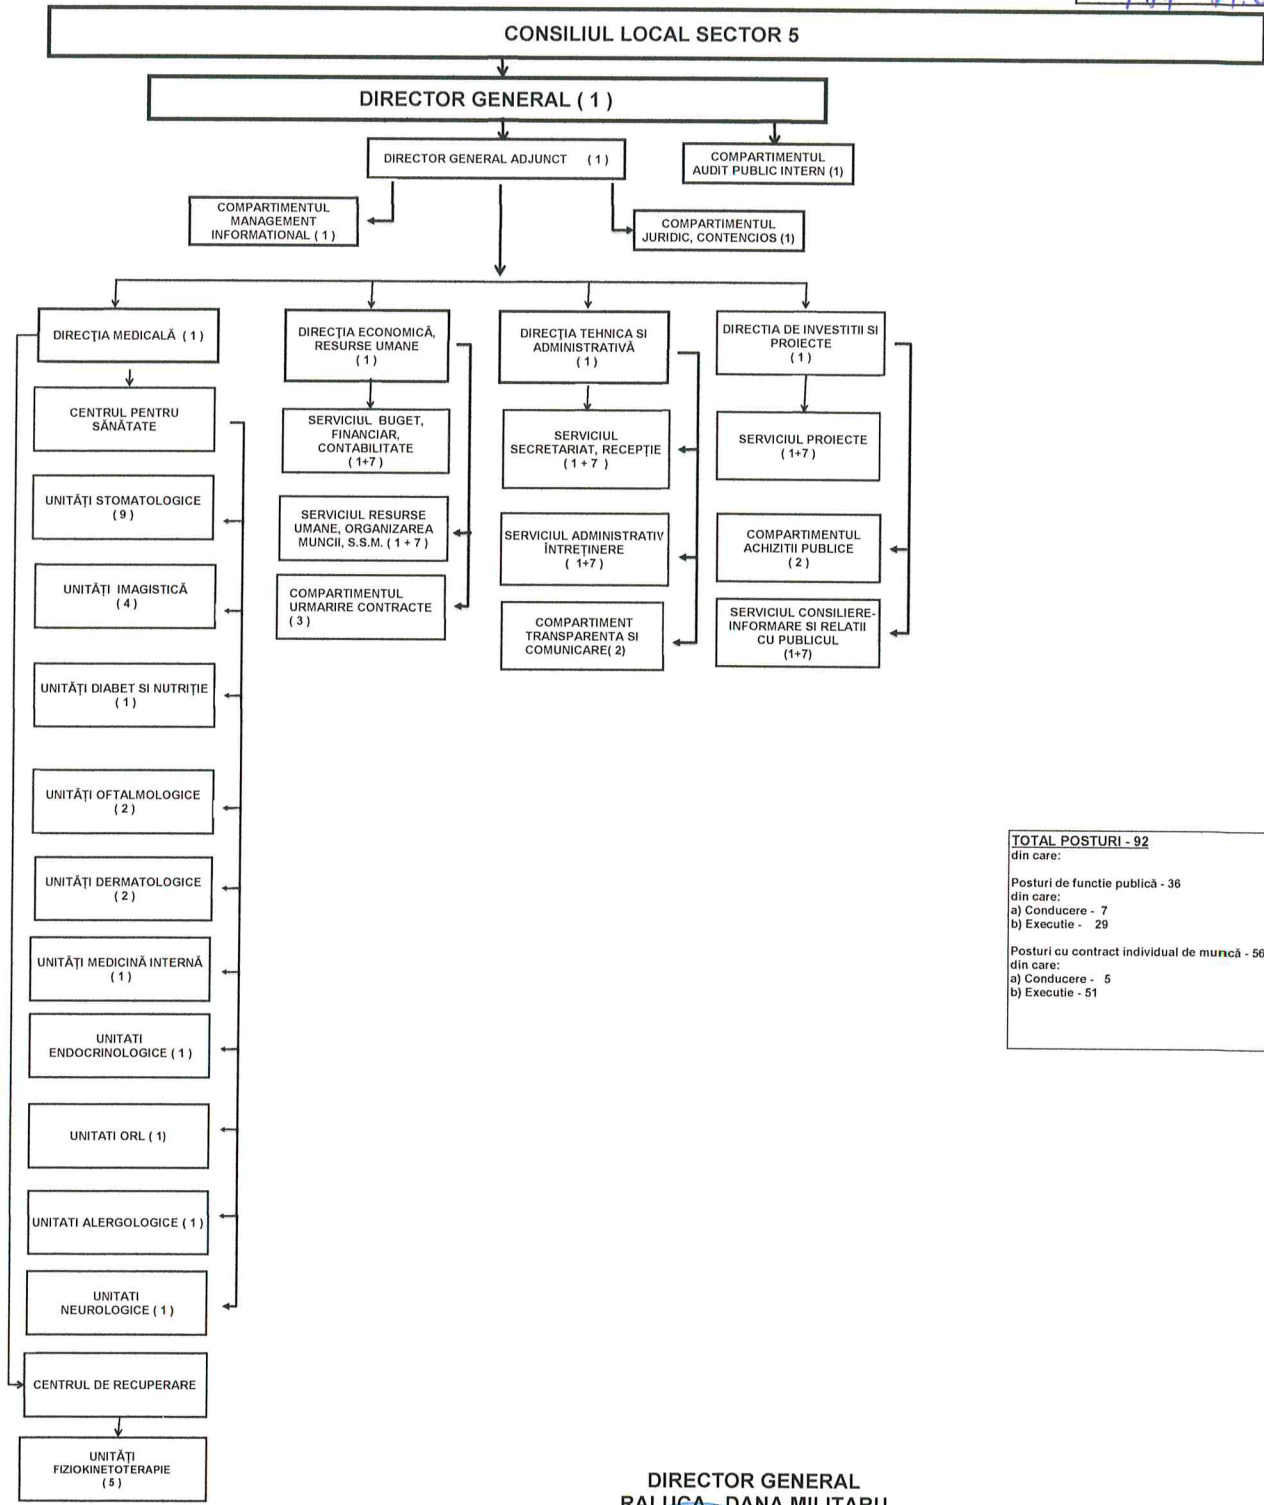 CONSILIUL LOCAL SECTOR 5
DIRECTOR GENERAL ( 1 )
DIRECTOR GENERAL ADJUNCT ( 1 )
COMPARTIMENTUL
AUDIT PUBLIC INTERN (1)
COMPARTIMENTUL
MANAGEMENT
INFORMATIONAL ( 1 )
COMPARTIMENTUL
JURIDIC, CONTENCIOS (1)
DIRECŢIA MEDICALĂ ( 1 )
DIRECŢIA ECONOMICĂ,
RESURSE UMANE
( 1 )
DIRECŢIA TEHNICA SI
ADMINISTRATIVĂ
( 1 )
DIRECTIA DE INVESTITII SI
PROIECTE
( 1 )
CENTRUL PENTRU
SĂNĂTATE
UNITĂŢI STOMATOLOGICE
( 9 )
UNITĂŢI IMAGISTICĂ
( 4 )
UNITĂŢI DIABET SI NUTRIŢIE
( 1 )
UNITĂŢI OFTALMOLOGICE
( 2 )
UNITĂŢI DERMATOLOGICE
( 2 )
UNITĂŢI MEDICINĂ INTERNĂ
( 1 )
UNITATI
ENDOCRINOLOGICE ( 1 )
UNITATI ORL ( 1)
UNITATI ALERGOLOGICE ( 1 )
UNITATI
NEUROLOGICE ( 1 )
CENTRUL DE RECUPERARE
UNITĂŢI
FIZIOKINETOTERAPIE
( 5 )
SERVICIUL BUGET,
FINANCIAR,
CONTABILITATE
( 1+7 )
SERVICIUL RESURSE
UMANE, ORGANIZAREA
MUNCII, S.S.M. ( 1 + 7 )
COMPARTIMENTUL
URMARIRE CONTRACTE
( 3 )
SERVICIUL
SECRETARIAT, RECEPŢIE
( 1 + 7 )
SERVICIUL ADMINISTRATIV
ÎNTREŢINERE
( 1+7 )
COMPARTIMENT
TRANSPARENTA SI
COMUNICARE( 2)
SERVICIUL PROIECTE
( 1+7 )
COMPARTIMENTUL
ACHIZITII PUBLICE
( 2 )
SERVICIUL CONSILIERE-
INFORMARE SI RELATII
CU PUBLICUL
(1+7)
TOTAL POSTURI - 92
din care:
Posturi de functie publică - 36
din care:
a) Conducere - 7
b) Executie - 29
Posturi cu contract individual de muncă - 56
din care:
a) Conducere - 5
b) Executie - 51
DIRECTOR GENERAL
RALUCA - DANA MILITARU